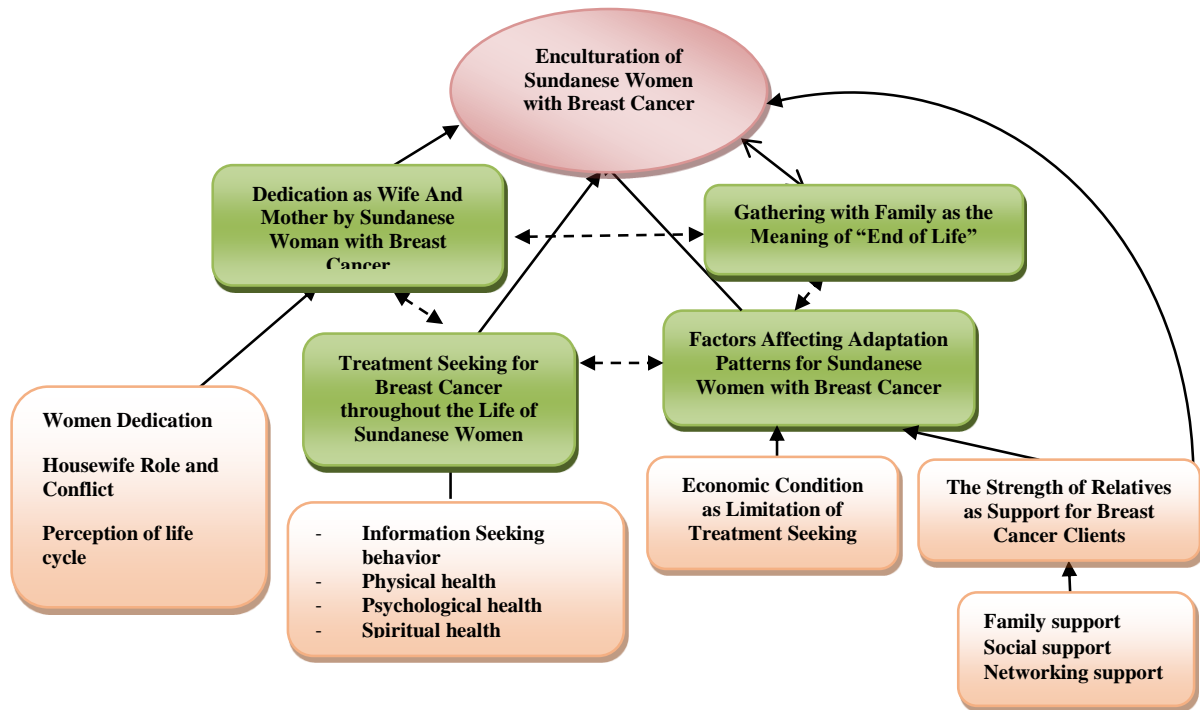 Enculturation of
Sundanese Women
with Breast Cancer
Dedication as Wife And
Mother by Sundanese
Woman with Breast
Cancer
Gathering with Family as the
Meaning of “End of Life”
Treatment Seeking for
Breast Cancer
throughout the Life of
Sundanese Women
Factors Affecting Adaptation
Patterns for Sundanese
Women with Breast Cancer
Women Dedication
Housewife Role and
Conflict
Perception of life
cycle
- Information Seeking
behavior
- Physical health
- Psychological health
- Spiritual health
Economic Condition
as Limitation of
Treatment Seeking
The Strength of Relatives
as Support for Breast
Cancer Clients
Family support
Social support
Networking support